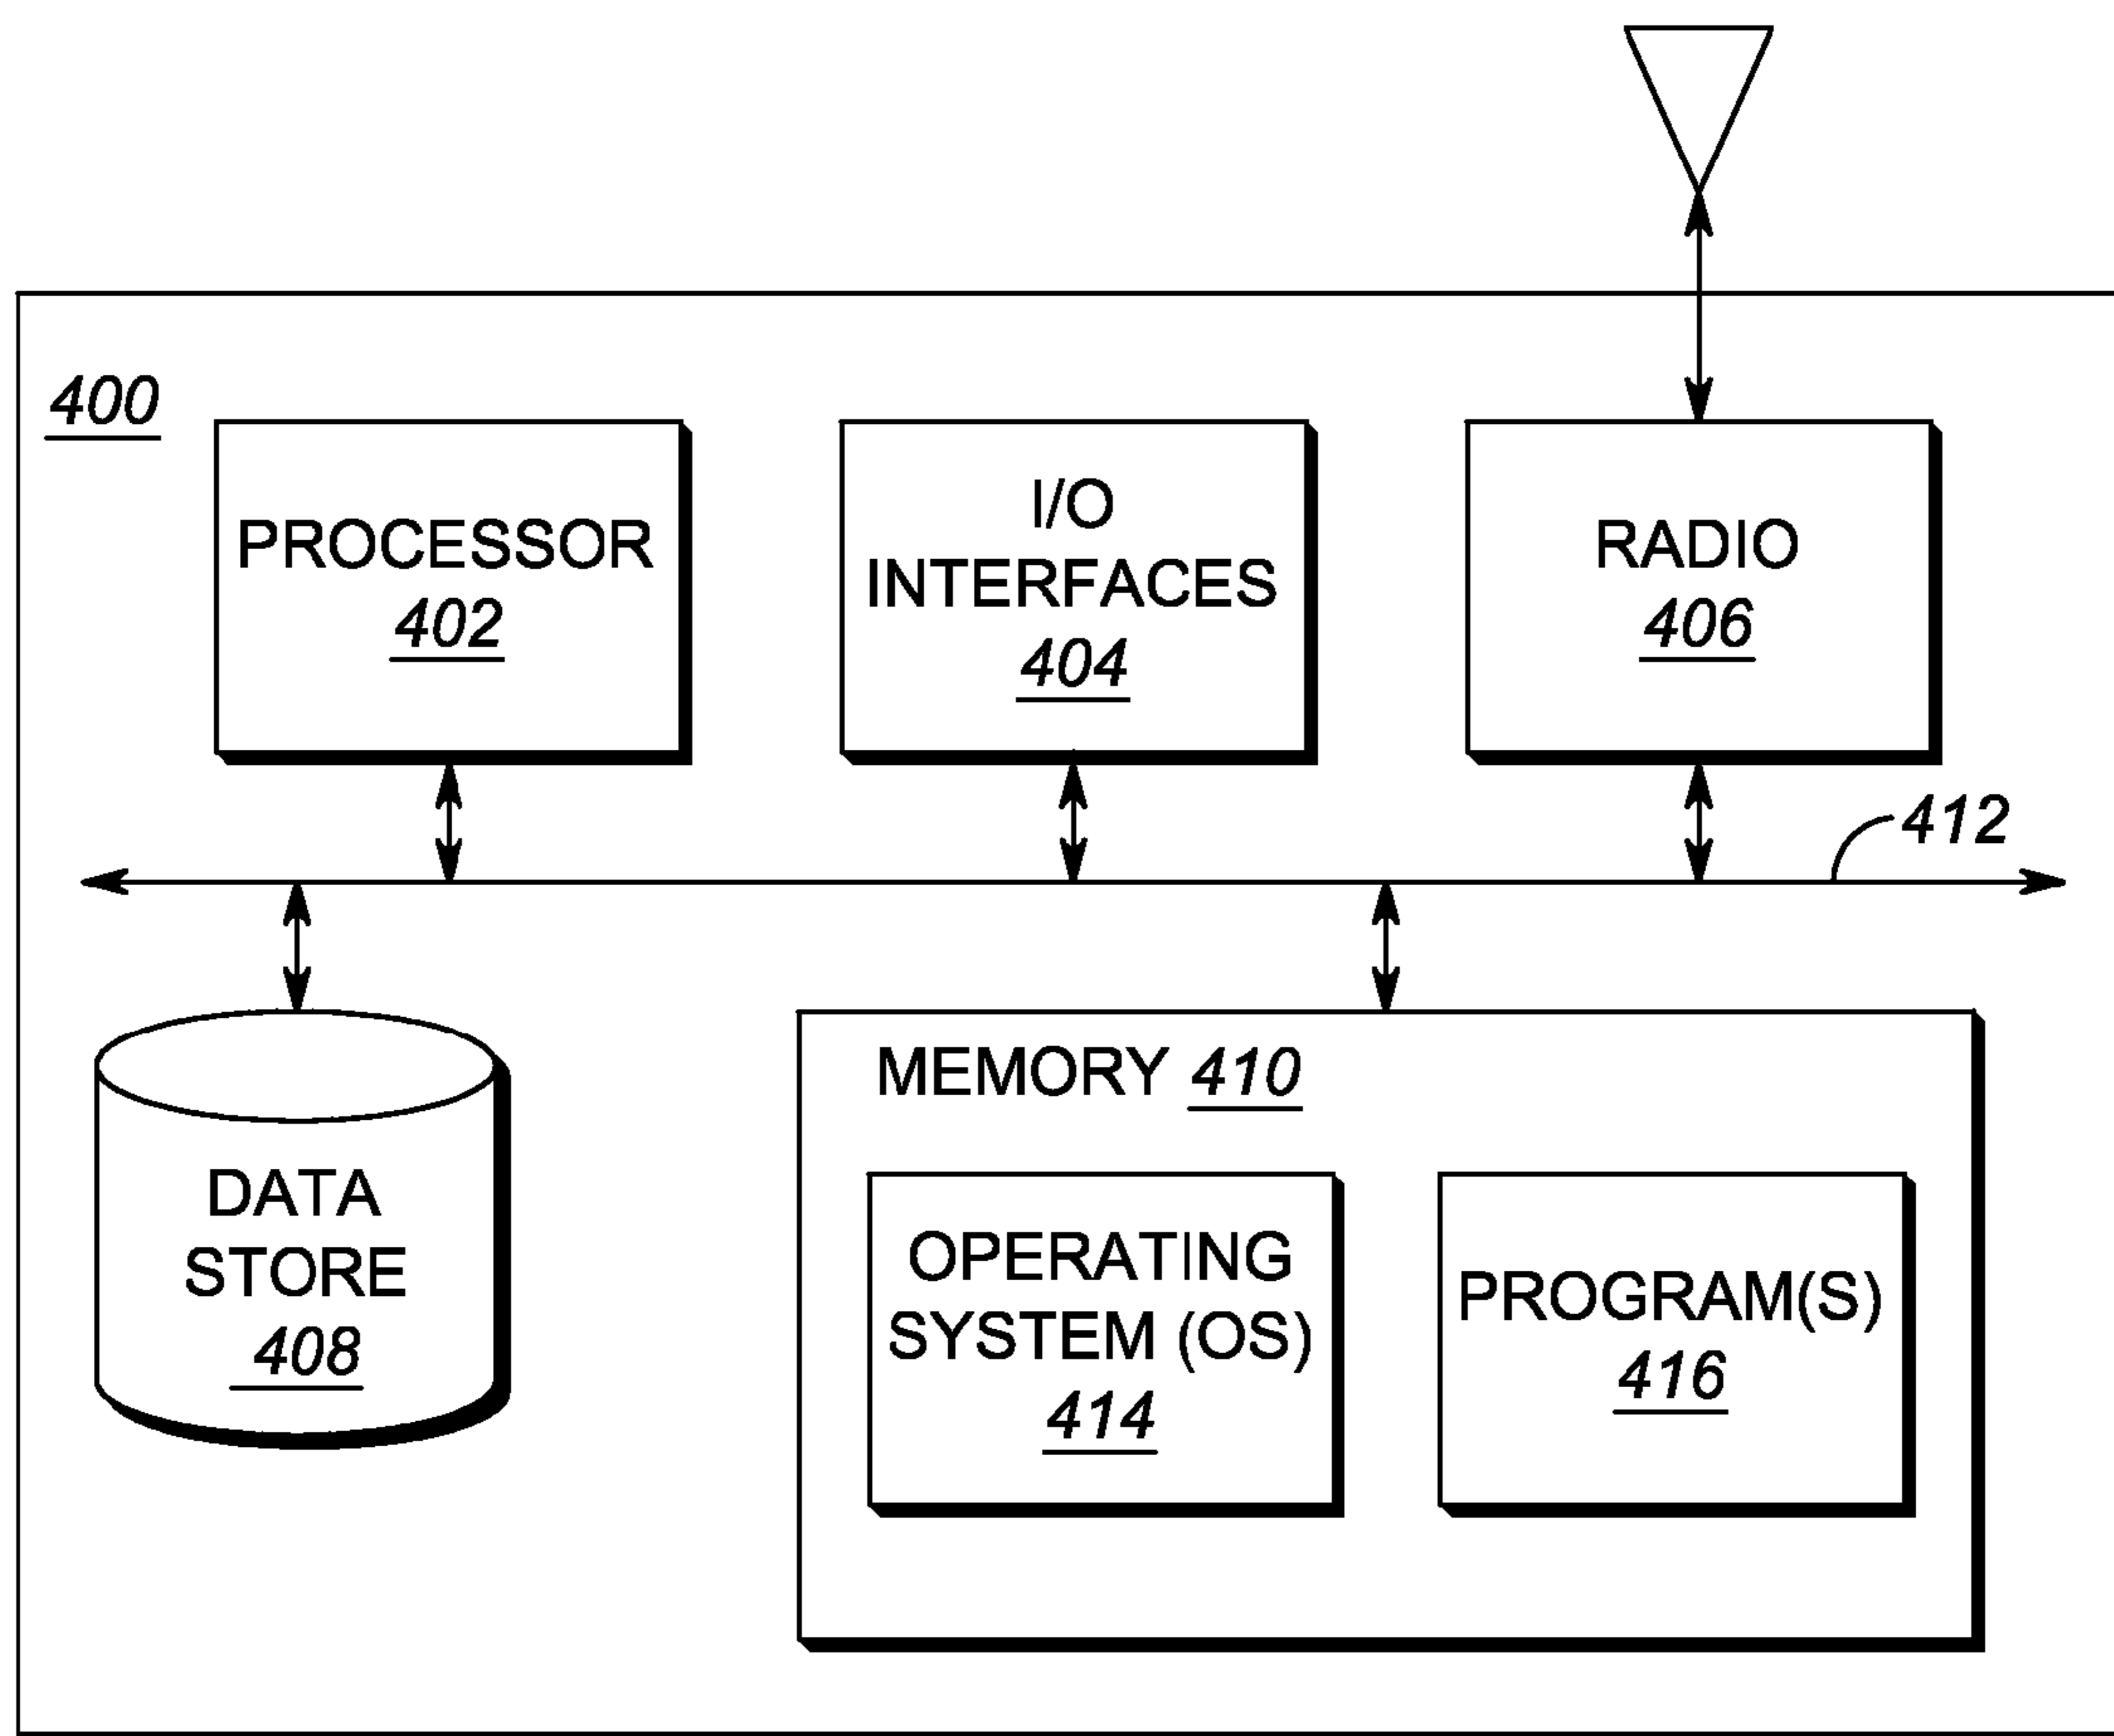 400
PROCESSOR
402
I/O
INTERFACES
404
RADIO
406
412
DATA
STORE
408
MEMORY 410
OPERATING
SYSTEM (OS)
414
PROGRAM(S)
416